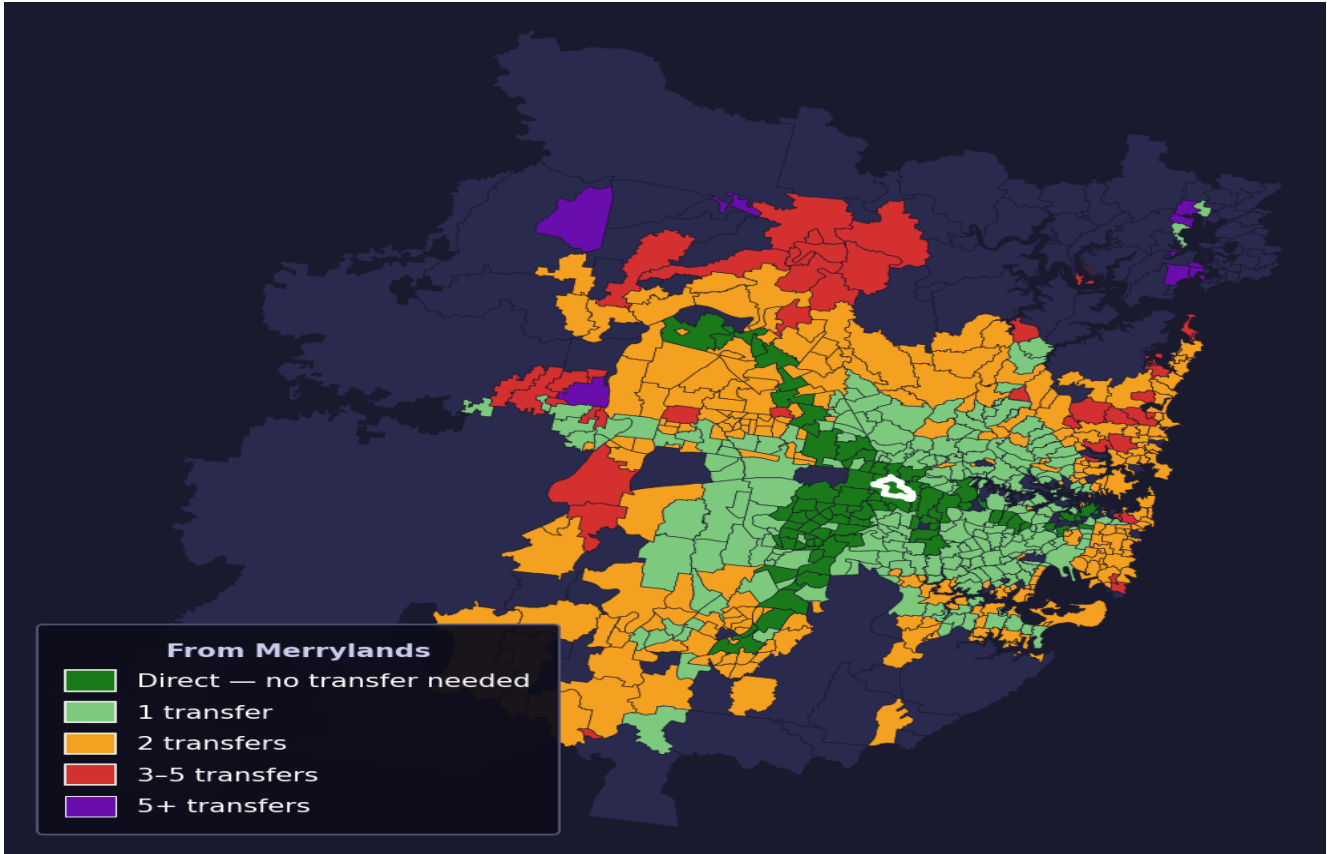 From Merrylands
Direct — no transfer needed
1 transfer
2 transfers
3–5 transfers
5+ transfers